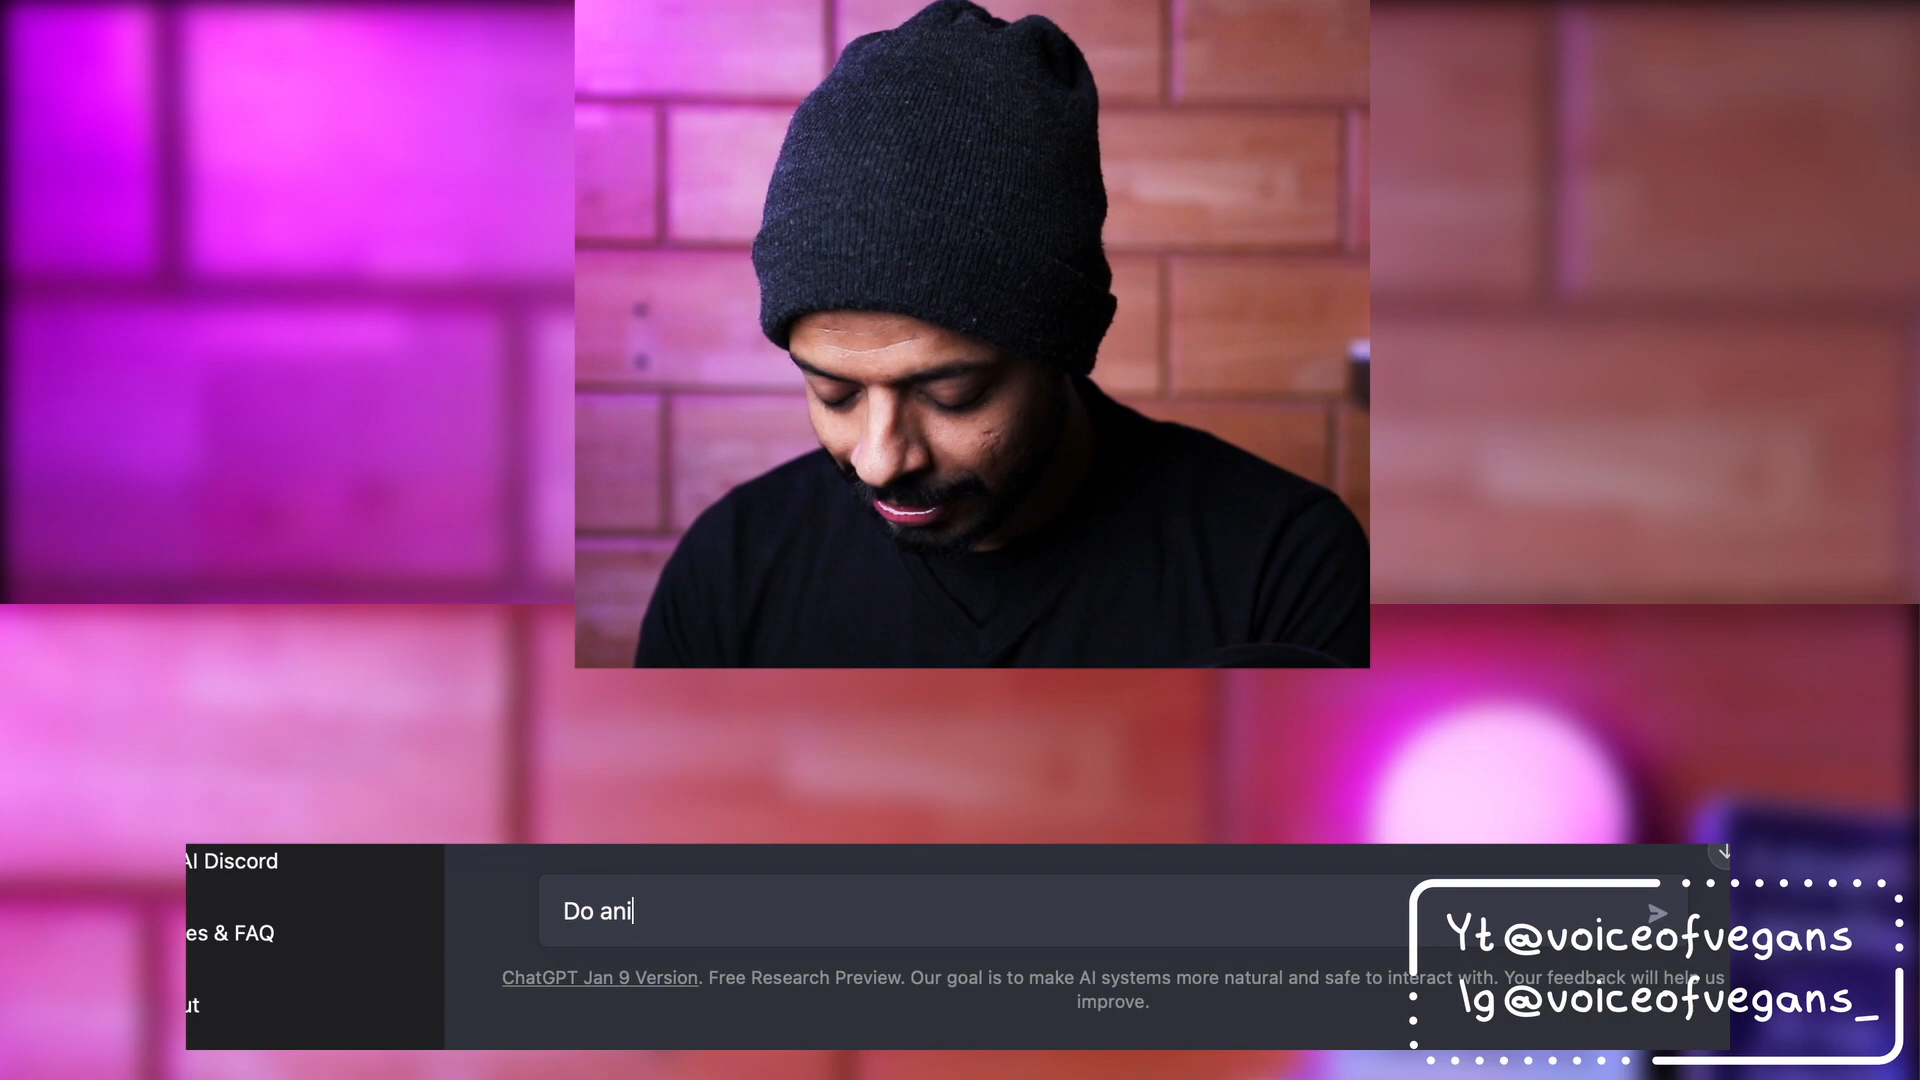 AI Discord
es & FAQ
ut
Do ani
ChatGPT Jan 9 Version. Free Research Preview. Our goal is to make AI systems more natural and safe to interact with. Your feedback will help us
improve.
Yt @voiceofvegans
Ig @voiceofvegans_